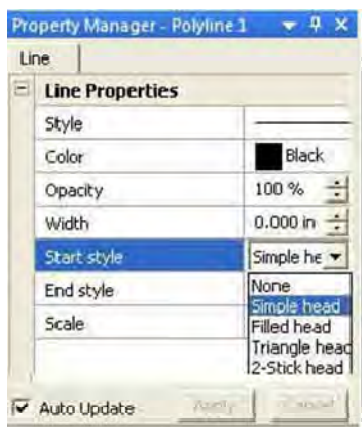 Property Manager - Polyline 1
Line
Line Properties
Style
Color Black
Opacity 100 %
Width 0.000 in
Start style Simple he
End style None
Simple head
Scale Filled head
Triangle head
2-Stick head
Auto Update Apply Cancel